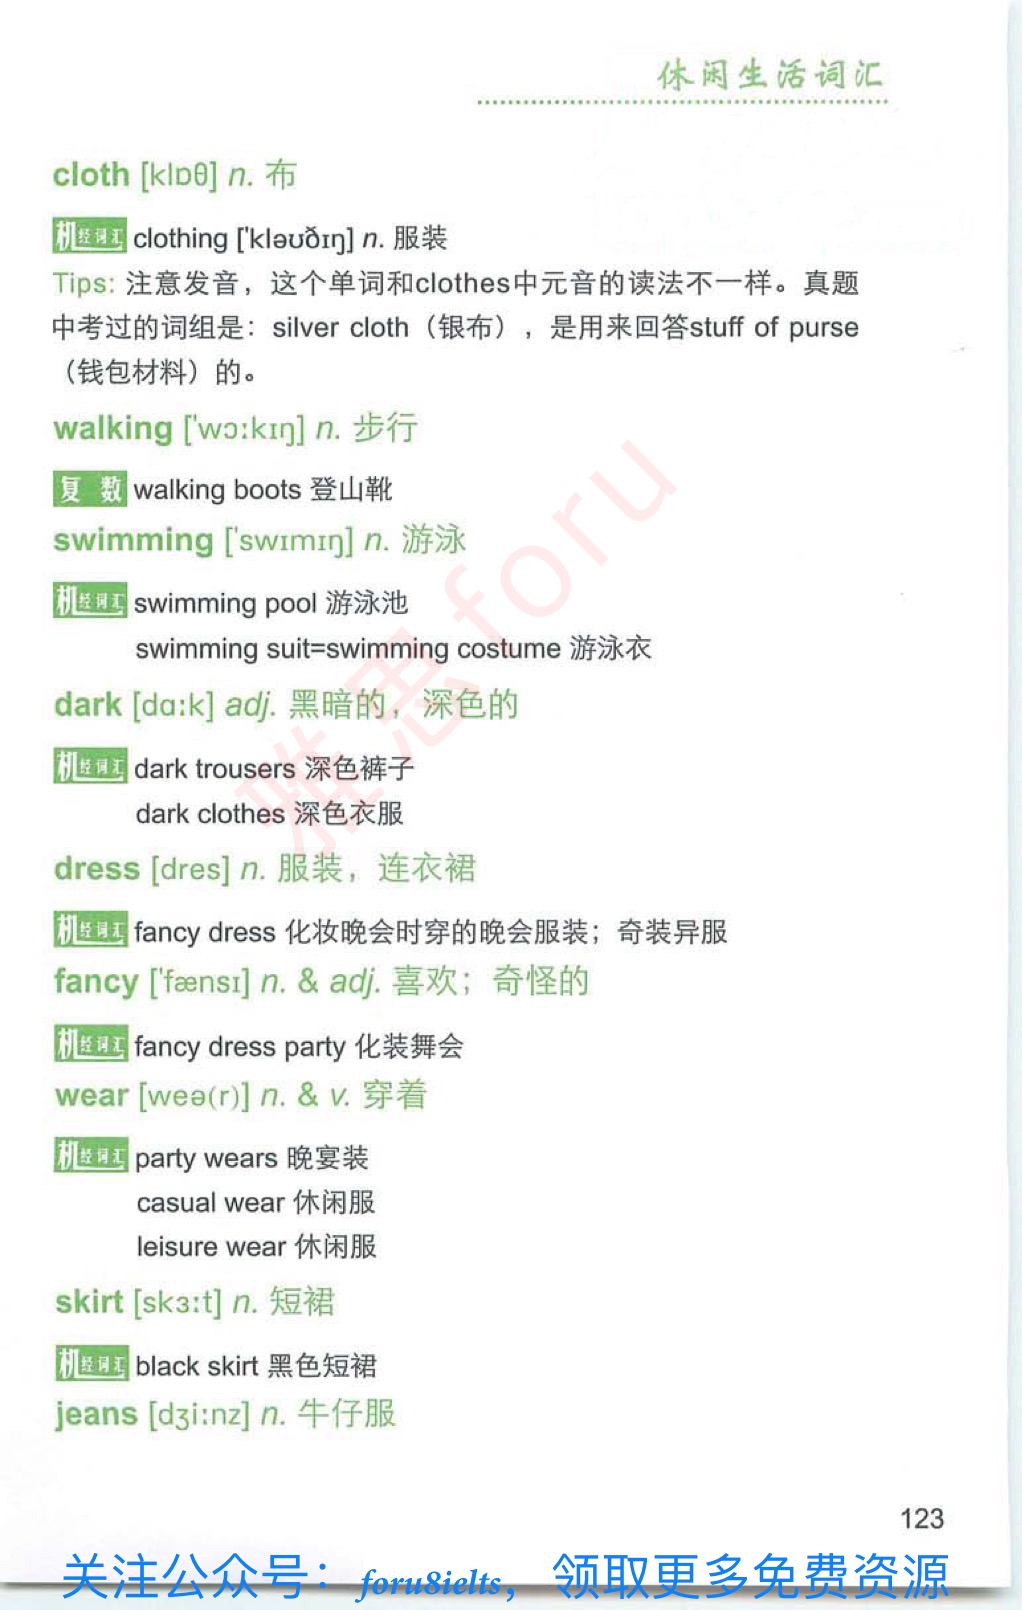 休闲生活词汇
cloth [klɒθ] n. 布
机经词汇 clothing ['kləʊðɪŋ] n. 服装
Tips: 注意发音，这个单词和clothes中元音的读法不一样。真题
中考过的词组是：silver cloth（银布），是用来回答stuff of purse
（钱包材料）的。
walking ['wɔːkɪŋ] n. 步行
复 数 walking boots 登山靴
swimming ['swɪmɪŋ] n. 游泳
机经词汇 swimming pool 游泳池
swimming suit=swimming costume 游泳衣
dark [dɑːk] adj. 黑暗的，深色的
机经词汇 dark trousers 深色裤子
dark clothes 深色衣服
dress [dres] n. 服装，连衣裙
机经词汇 fancy dress 化妆晚会时穿的晚会服装；奇装异服
fancy ['fænsɪ] n. & adj. 喜欢；奇怪的
机经词汇 fancy dress party 化装舞会
wear [weə(r)] n. & v. 穿着
机经词汇 party wears 晚宴装
casual wear 休闲服
leisure wear 休闲服
skirt [skɜːt] n. 短裙
机经词汇 black skirt 黑色短裙
jeans [dʒiːnz] n. 牛仔服
雅思foru
123
关注公众号：foru8ielts，领取更多免费资源